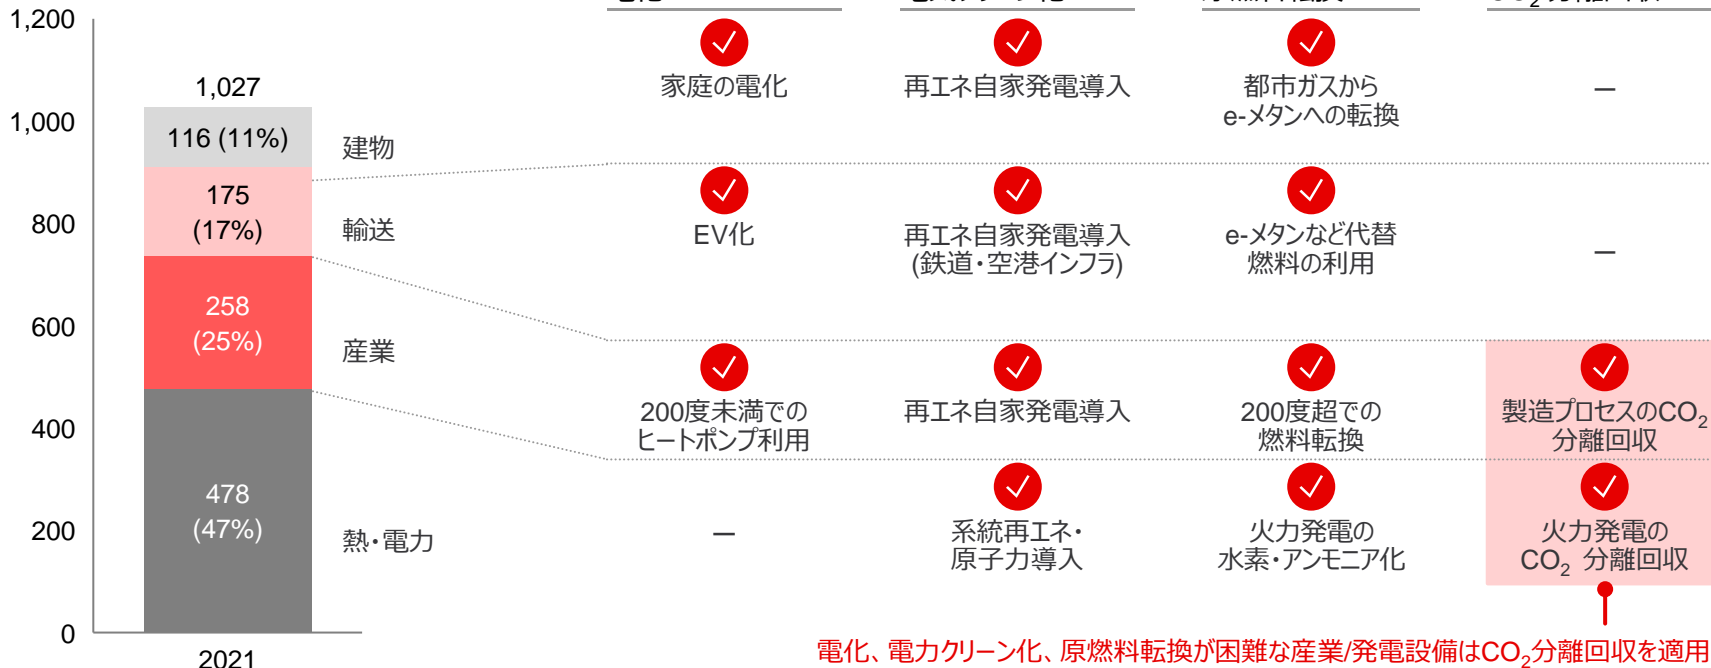 1,200
1,000
800
600
400
200
0
1,027
116 (11%)
175
(17%)
258
(25%)
478
(47%)
2021
建物
輸送
産業
熱・電力
家庭の電化
再エネ自家発電導入
都市ガスから
e-メタンへの転換
—
EV化
再エネ自家発電導入
(鉄道・空港インフラ)
e-メタンなど代替
燃料の利用
—
200度未満での
ヒートポンプ利用
再エネ自家発電導入
200度超での
燃料転換
製造プロセスのCO2
分離回収
—
系統再エネ・
原子力導入
火力発電の
水素・アンモニア化
火力発電の
CO2 分離回収
電化、電力クリーン化、原燃料転換が困難な産業/発電設備はCO2分離回収を適用